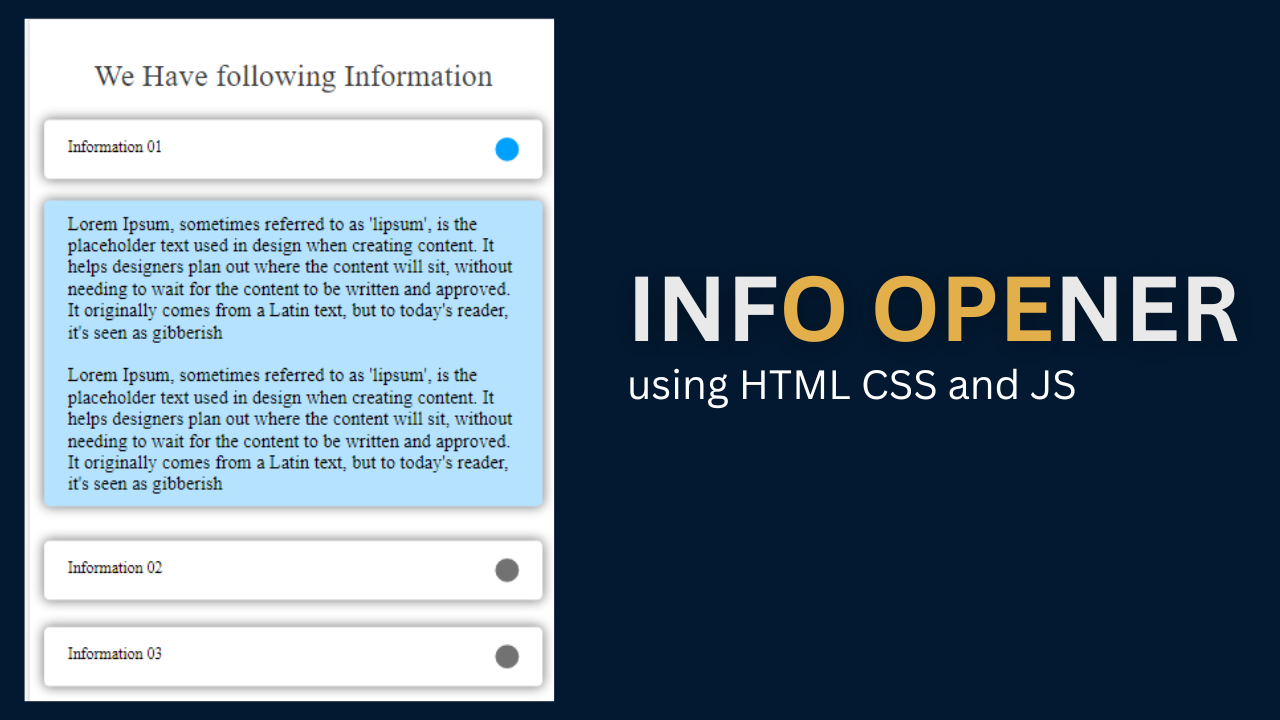 We Have following Information
Information 01
Lorem Ipsum, sometimes referred to as 'lipsum', is the
placeholder text used in design when creating content. It
helps designers plan out where the content will sit, without
needing to wait for the content to be written and approved.
It originally comes from a Latin text, but to today's reader,
it's seen as gibberish
Lorem Ipsum, sometimes referred to as 'lipsum', is the
placeholder text used in design when creating content. It
helps designers plan out where the content will sit, without
needing to wait for the content to be written and approved.
It originally comes from a Latin text, but to today's reader,
it's seen as gibberish
Information 02
Information 03
INFO OPENER
using HTML CSS and JS